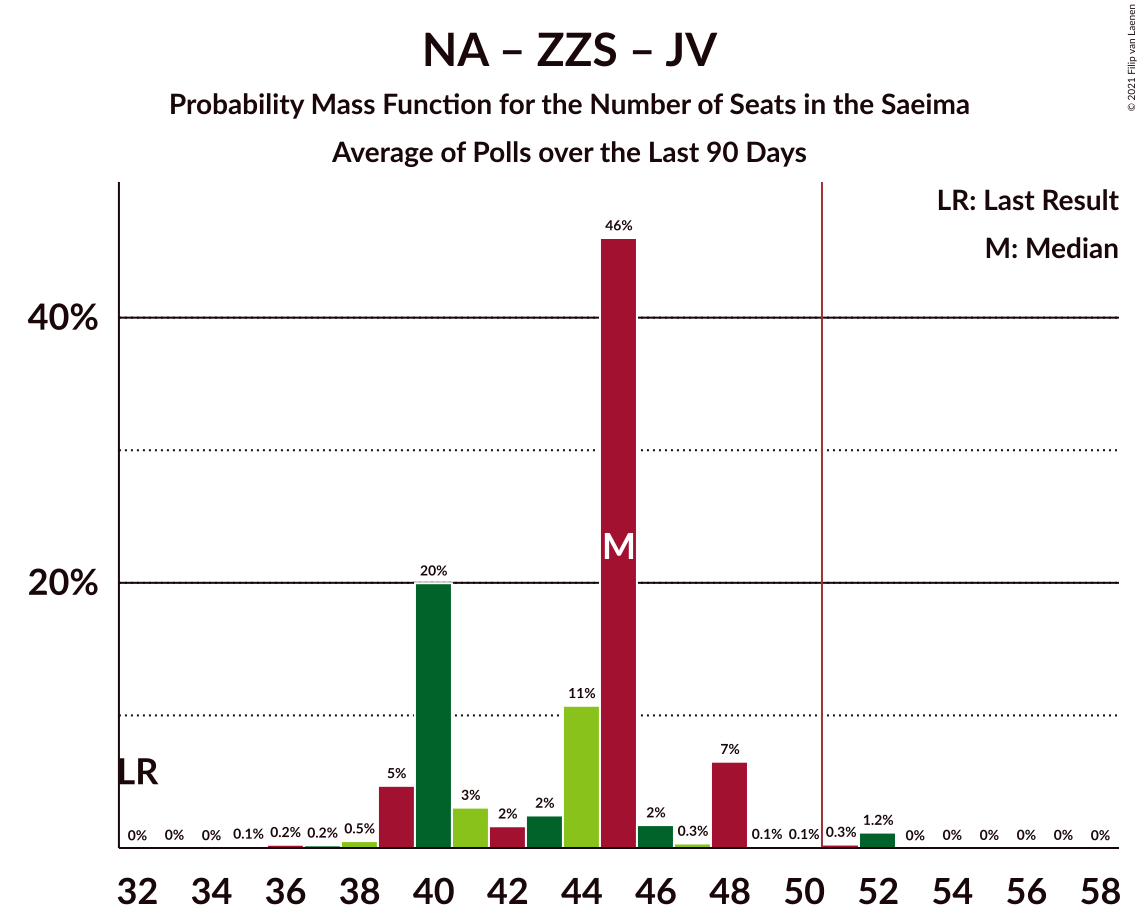 NA – ZZS – JV
Probability Mass Function for the Number of Seats in the Saeima
Average of Polls over the Last 90 Days
© 2021 Filip van Laenen
LR: Last Result
M: Median
40%
20%
LR
M
0% 0% 0% 0.1% 0.2% 0.2% 0.5% 5% 20% 3% 2% 2% 11% 46% 2% 0.3% 7% 0.1% 0.1% 0.3% 1.2% 0% 0% 0% 0% 0% 0%
32 34 36 38 40 42 44 46 48 50 52 54 56 58